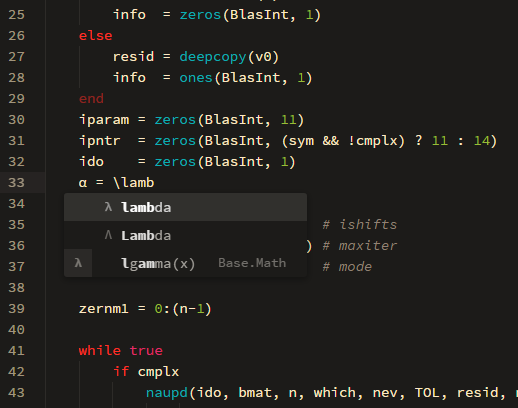 25 info = zeros(BlasInt, 1)
26 else
27 resid = deepcopy(v0)
28 info = ones(BlasInt, 1)
29 end
30 iparam = zeros(BlasInt, 11)
31 ipntr = zeros(BlasInt, (sym && !cmplx) ? 11 : 14)
32 ido = zeros(BlasInt, 1)
33 α = \lamb
34 λ lambda
Λ Lambda
35 # ishifts
36 ) # maxiter
λ lgamma(x) Base.Math
37 # mode
38
39 zernm1 = 0:(n-1)
40
41 while true
42 if cmplx
43 naupd(ido, bmat, n, which, nev, TOL, resid,